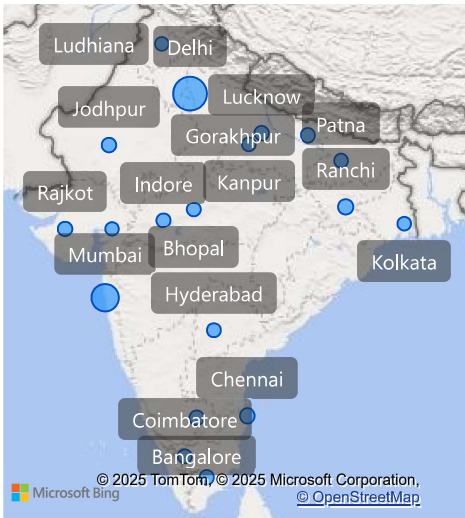 Ludhiana
Delhi
Jodhpur
Lucknow
Gorakhpur
Patna
Rajkot
Indore
Kanpur
Ranchi
Mumbai
Bhopal
Kolkata
Hyderabad
Chennai
Coimbatore
Bangalore
© 2025 TomTom, © 2025 Microsoft Corporation,
Microsoft Bing
© OpenStreetMap